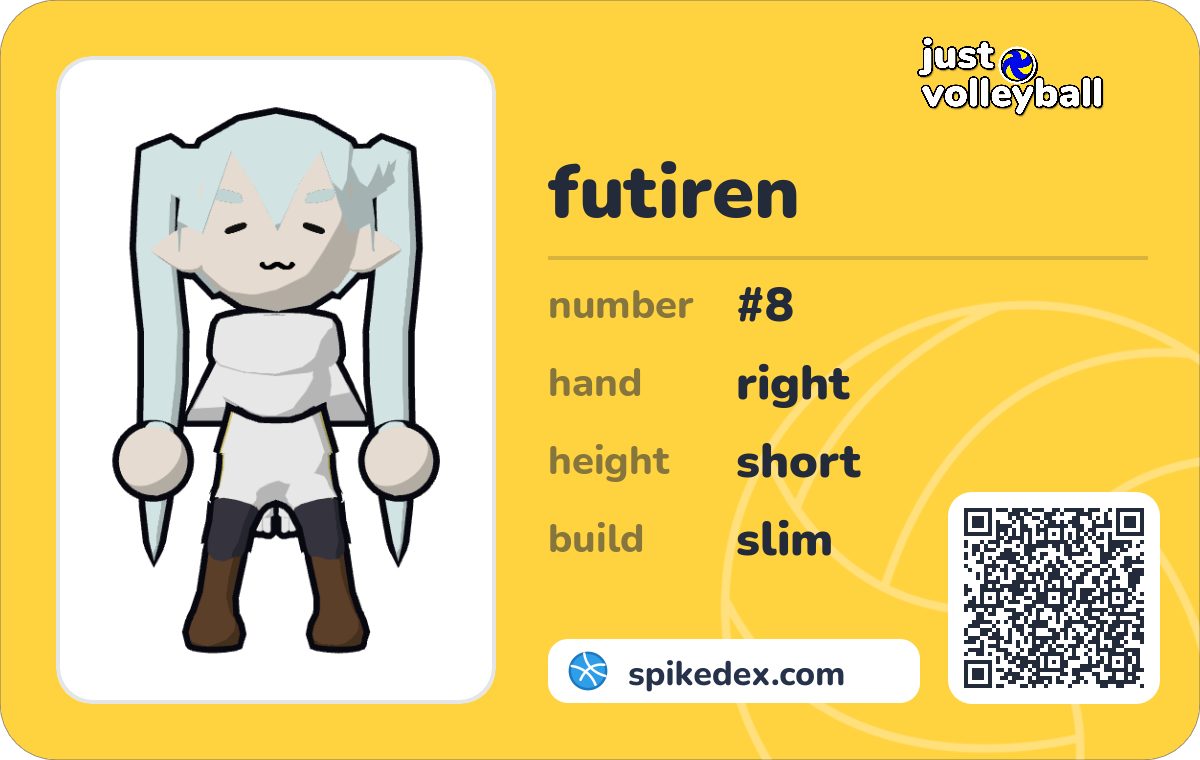 just
volleyball
futiren
number #8
hand right
height short
build slim
spikedex.com